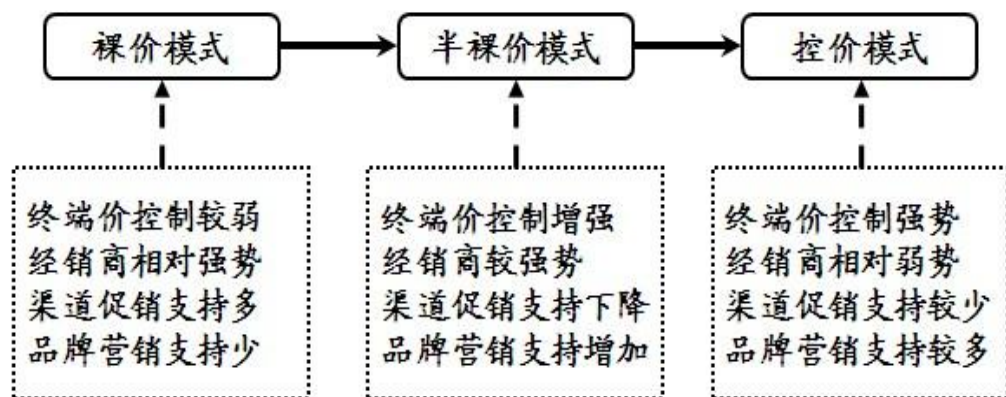 裸价模式
半裸价模式
控价模式
终端价控制较弱
经销商相对强势
渠道促销支持多
品牌营销支持少
终端价控制增强
经销商较强势
渠道促销支持下降
品牌营销支持增加
终端价控制强势
经销商相对弱势
渠道促销支持较少
品牌营销支持较多